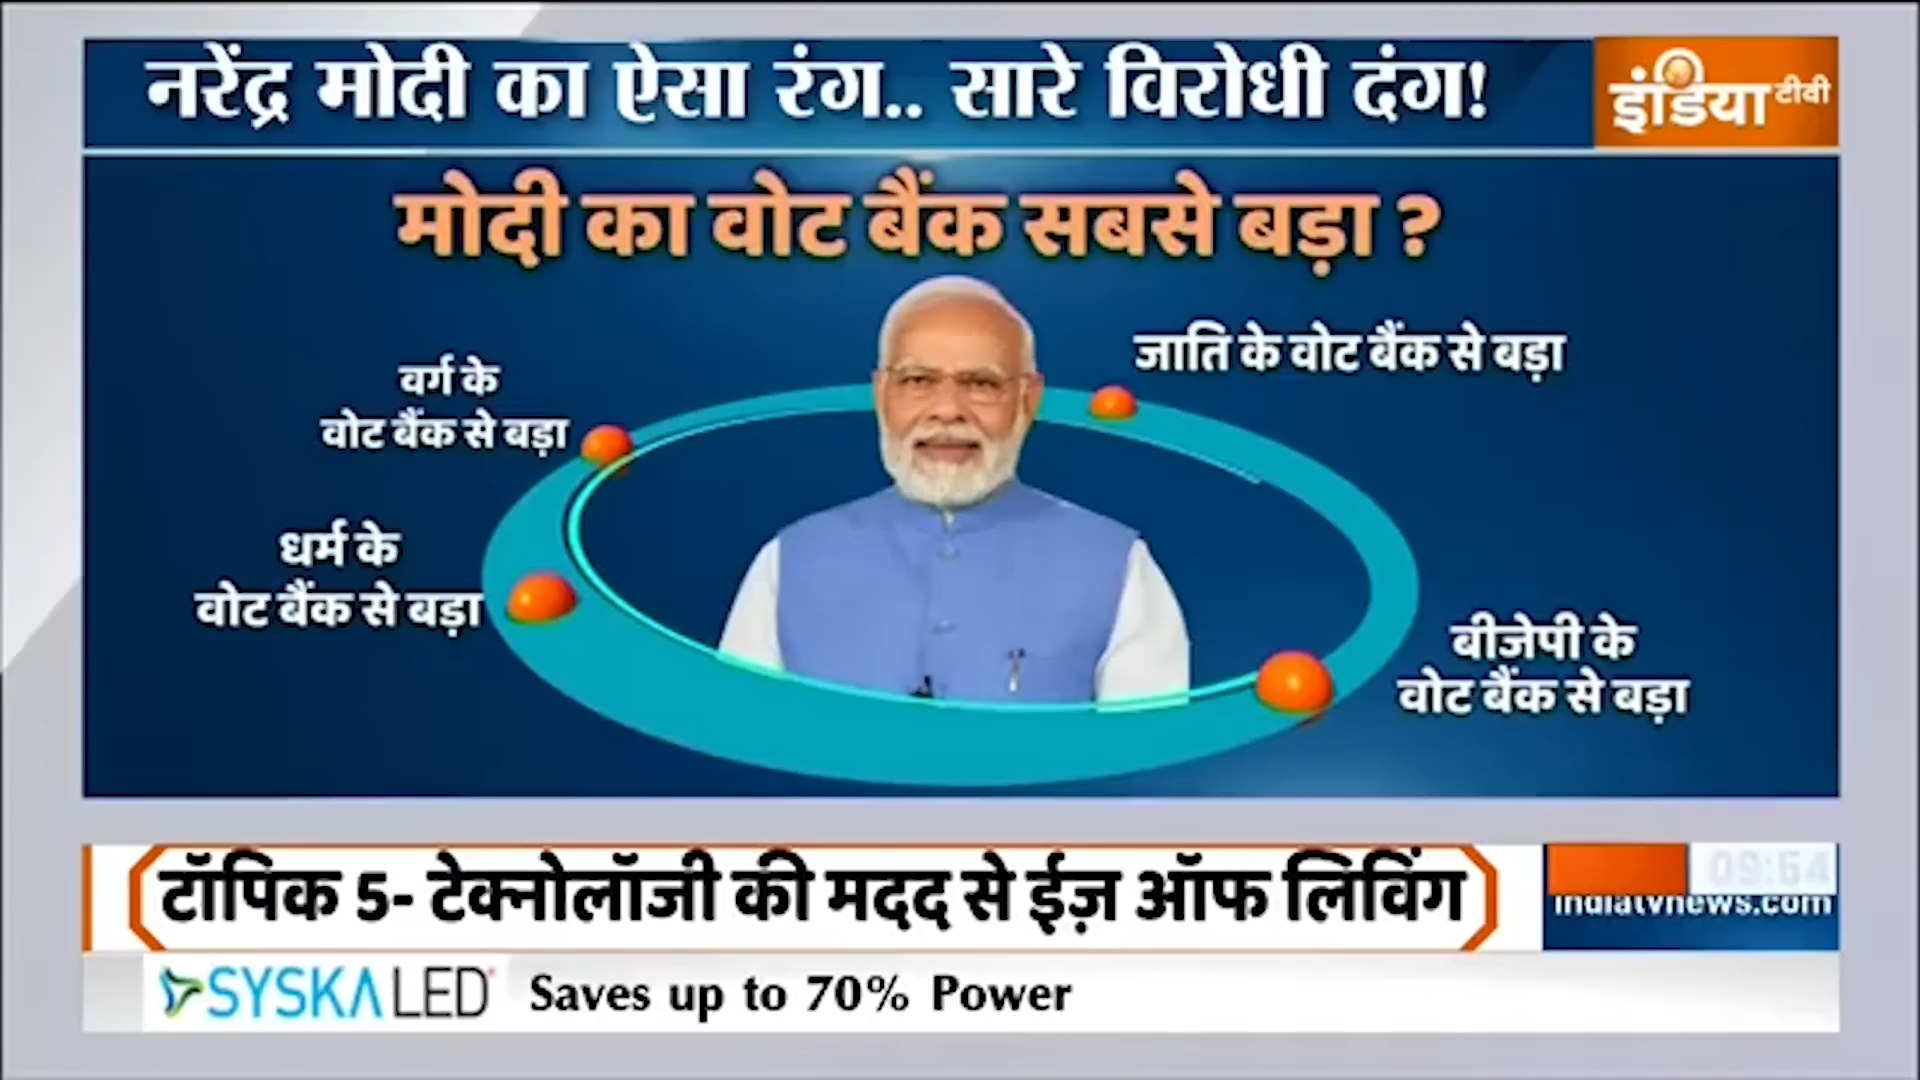 नरेंद्र मोदी का ऐसा रंग.. सारे विरोधी दंग!
इंडिया टीवी
मोदी का वोट बैंक सबसे बड़ा ?
जाति के वोट बैंक से बड़ा
वर्ग के
वोट बैंक से बड़ा
धर्म के
वोट बैंक से बड़ा
बीजेपी के
वोट बैंक से बड़ा
टॉपिक 5- टेक्नोलॉजी की मदद से ईज़ ऑफ लिविंग
09:54
indiatvnews.com
SYSKA LED
Saves up to 70% Power